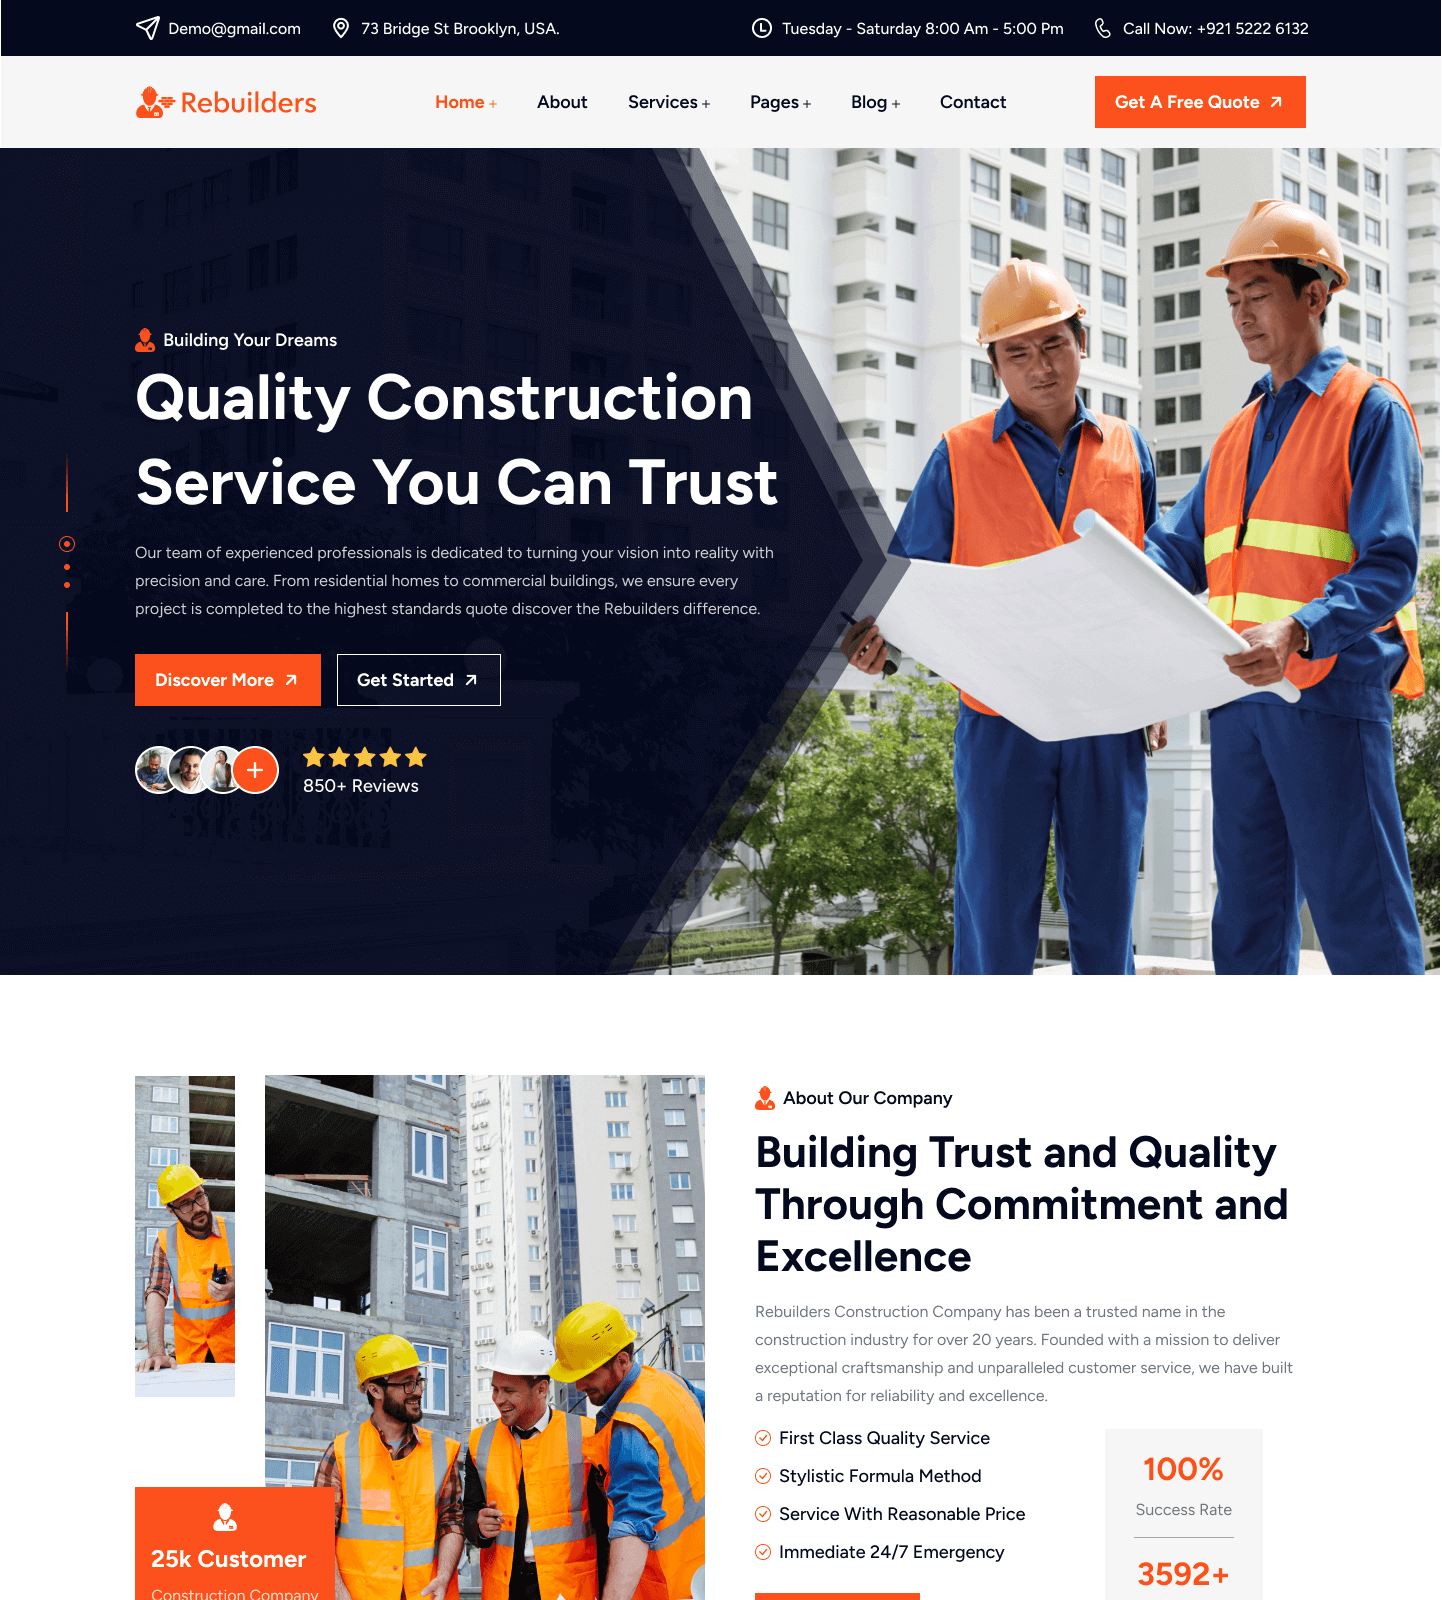 Demo@gmail.com
73 Bridge St Brooklyn, USA.
Tuesday - Saturday 8:00 Am - 5:00 Pm
Call Now: +921 5222 6132
Rebuilders
Home +
About
Services +
Pages +
Blog +
Contact
Get A Free Quote
Building Your Dreams
Quality Construction
Service You Can Trust
Our team of experienced professionals is dedicated to turning your vision into reality with
precision and care. From residential homes to commercial buildings, we ensure every
project is completed to the highest standards quote discover the Rebuilders difference.
Discover More
Get Started
850+ Reviews
About Our Company
Building Trust and Quality
Through Commitment and
Excellence
Rebuilders Construction Company has been a trusted name in the
construction industry for over 20 years. Founded with a mission to deliver
exceptional craftsmanship and unparalleled customer service, we have built
a reputation for reliability and excellence.
First Class Quality Service
Stylistic Formula Method
Service With Reasonable Price
Immediate 24/7 Emergency
100%
Success Rate
3592+
25k Customer
Construction Company